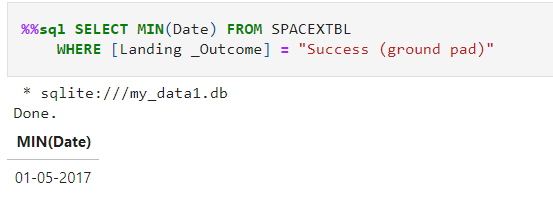 %%sql SELECT MIN(Date) FROM SPACEXTBL
WHERE [Landing _Outcome] = "Success (ground pad)"
* sqlite:///my_data1.db
Done.
MIN(Date)
01-05-2017